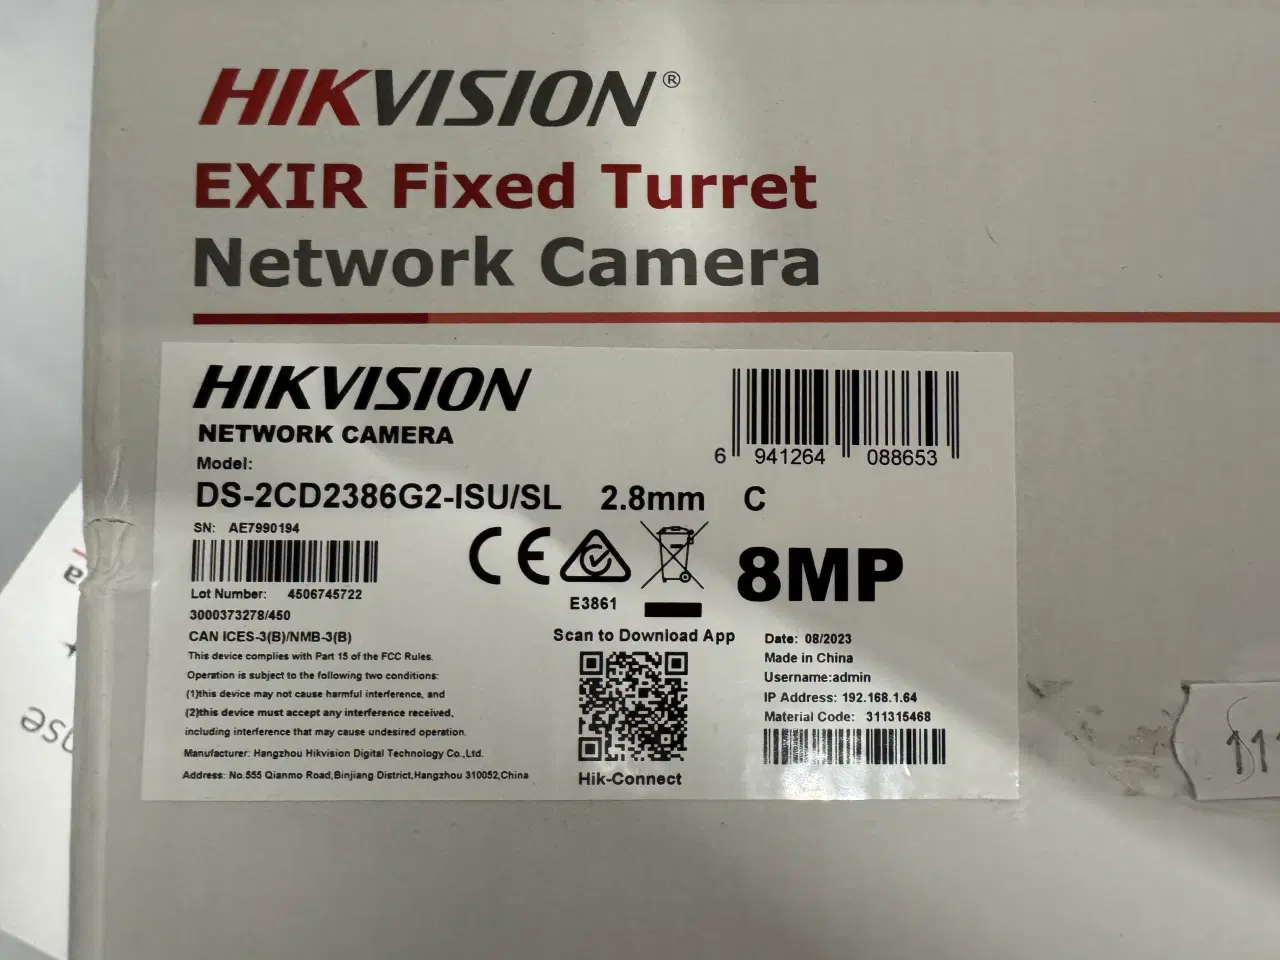 HIKVISION®
EXIR Fixed Turret
Network Camera
HIKVISION
NETWORK CAMERA
Model:
DS-2CD2386G2-ISU/SL 2.8mm C
6 941264 088653
SN: AE7990194
Lot Number: 4506745722
3000373278/450
CAN ICES-3(B)/NMB-3(B)
This device complies with Part 15 of the FCC Rules.
Operation is subject to the following two conditions:
(1)this device may not cause harmful interference, and
(2)this device must accept any interference received,
including interference that may cause undesired operation.
Manufacturer: Hangzhou Hikvision Digital Technology Co.,Ltd.
Address: No.555 Qianmo Road,Binjiang District,Hangzhou 310052,China
CE
E3861
8MP
Scan to Download App
Hik-Connect
Date: 08/2023
Made in China
Username:admin
IP Address: 192.168.1.64
Material Code: 311315468